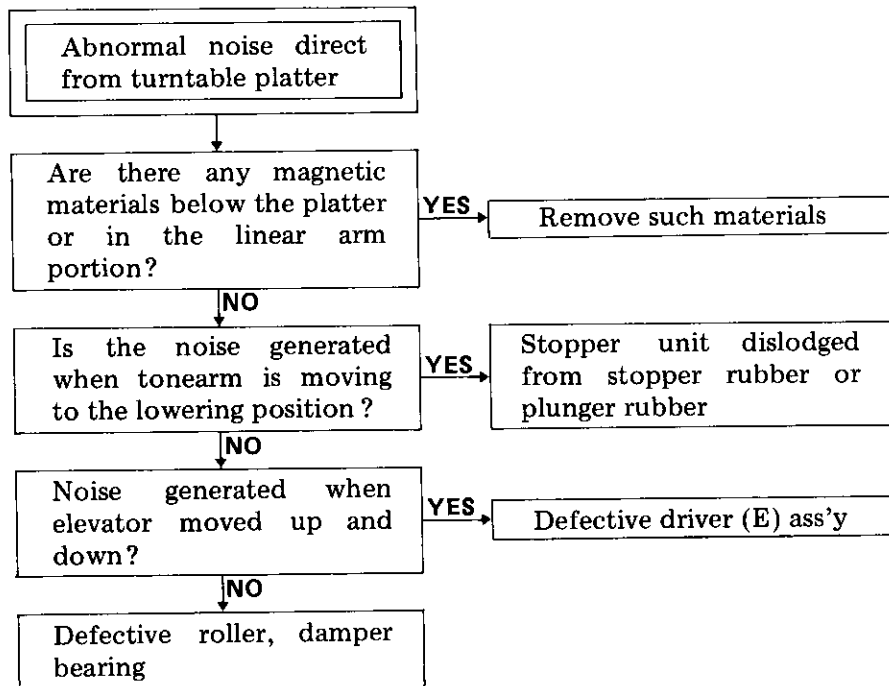 Abnormal noise direct
from turntable platter
Are there any magnetic
materials below the platter
or in the linear arm
portion?
YES
Remove such materials
NO
Is the noise generated
when tonearm is moving
to the lowering position?
YES
Stopper unit dislodged
from stopper rubber or
plunger rubber
NO
Noise generated when
elevator moved up and
down?
YES
Defective driver (E) ass'y
NO
Defective roller, damper
bearing